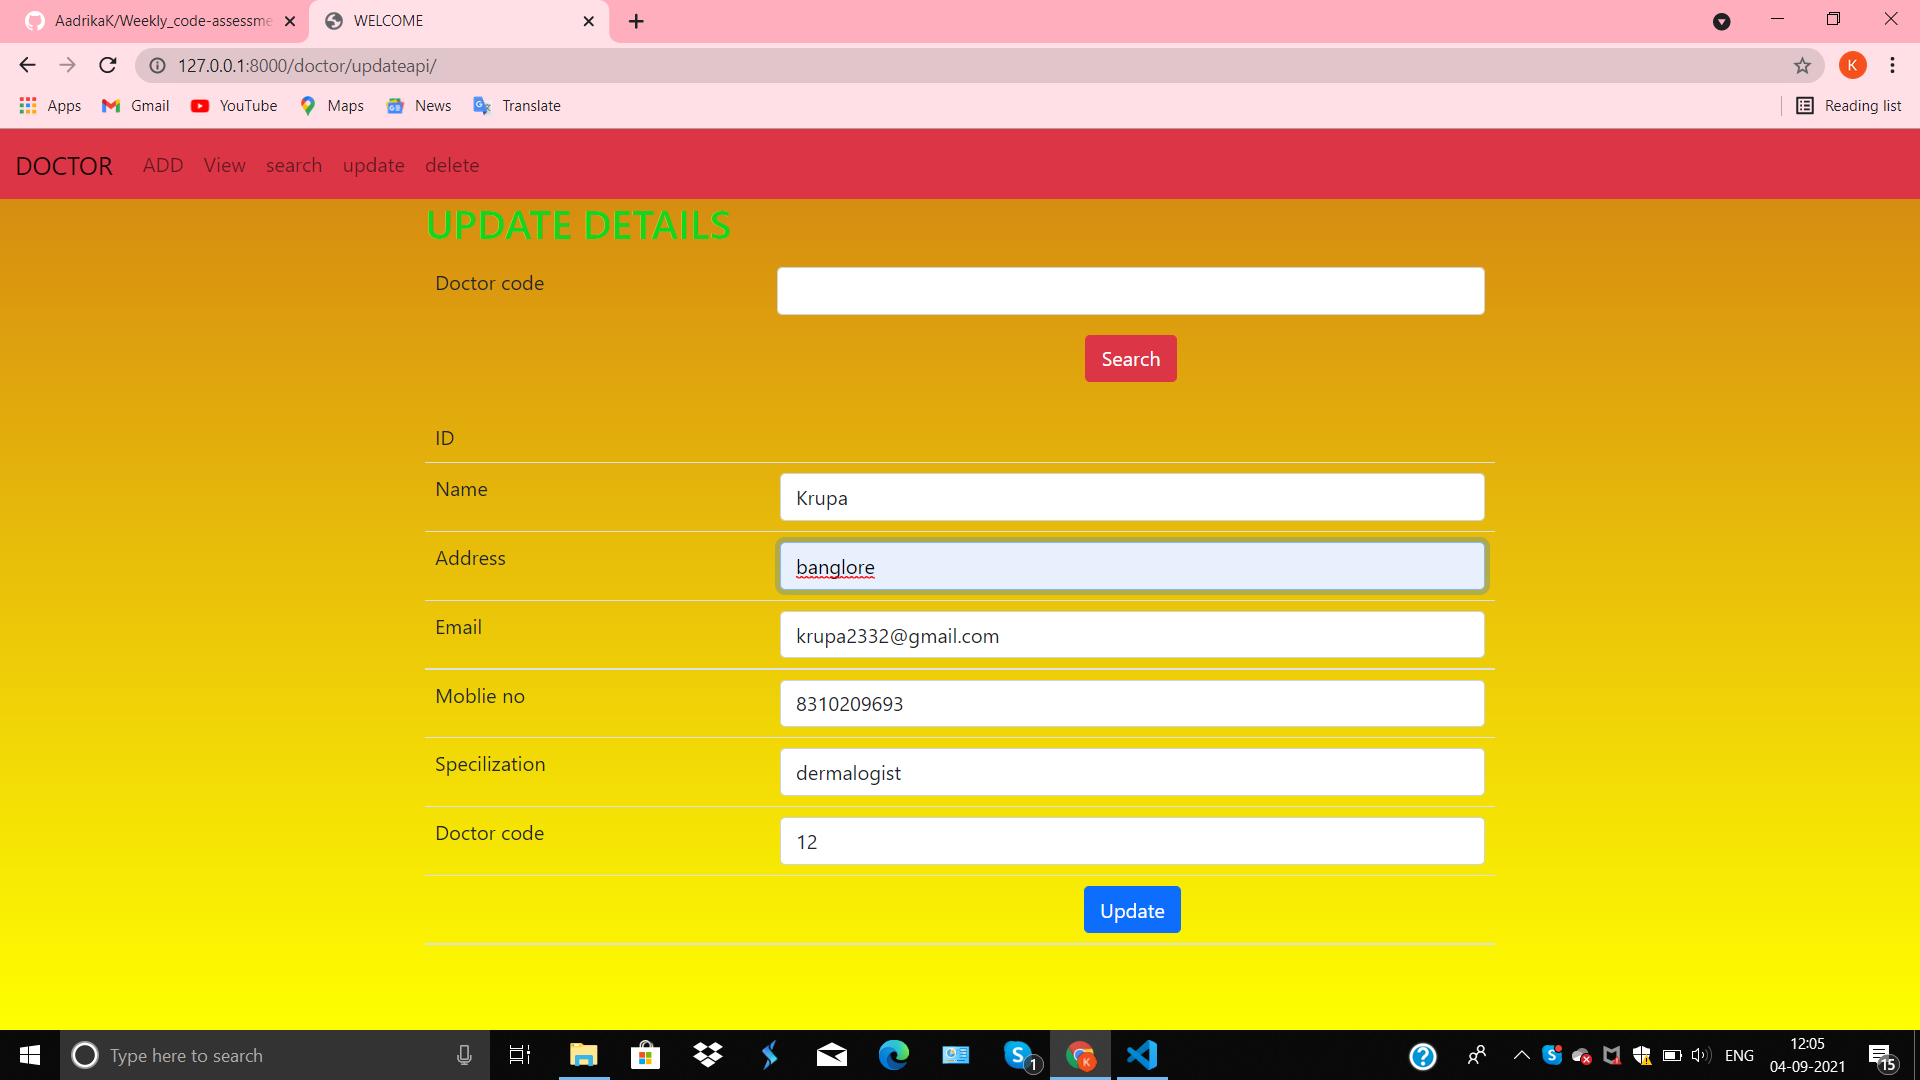 AadrikaK/Weekly_code-assessme
WELCOME
127.0.0.1:8000/doctor/updateapi/
K
Apps
Gmail
YouTube
Maps
News
Translate
Reading list
DOCTOR ADD View search update delete
UPDATE DETAILS
Doctor code
Search
ID
Name Krupa
Address banglore
Email krupa2332@gmail.com
Moblie no 8310209693
Specilization dermalogist
Doctor code 12
Update
Type here to search
1
ENG
12:05
04-09-2021
15